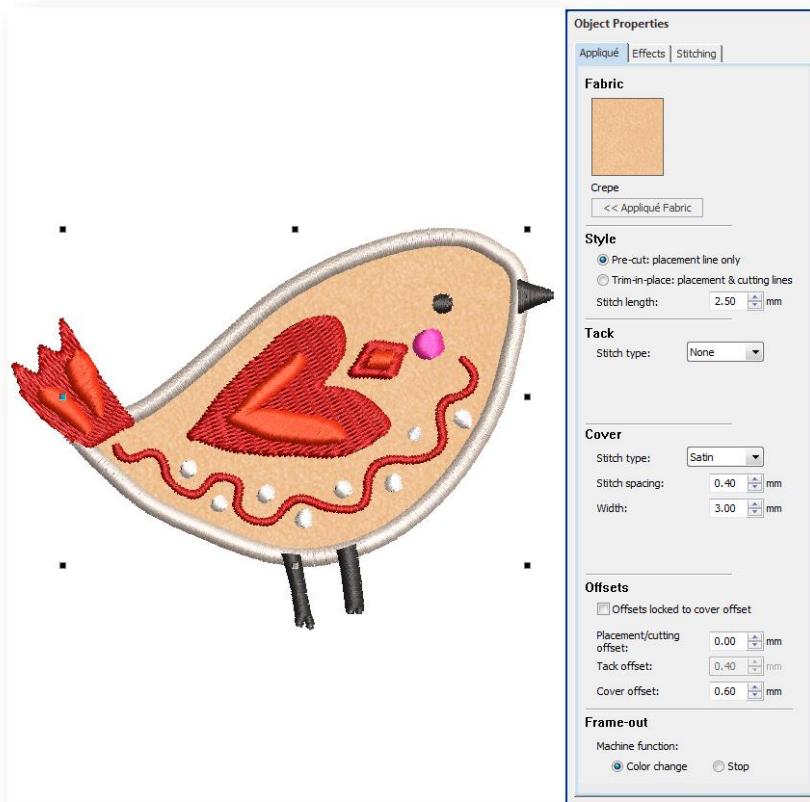 Object Properties
Appliqué Effects Stitching
Fabric
Crepe
<< Appliqué Fabric
Style
Pre-cut: placement line only
Trim-in-place: placement & cutting lines
Stitch length: 2.50 mm
Tack
Stitch type: None
Cover
Stitch type: Satin
Stitch spacing: 0.40 mm
Width: 3.00 mm
Offsets
Offsets locked to cover offset
Placement/cutting
offset: 0.00 mm
Tack offset: 0.40 mm
Cover offset: 0.60 mm
Frame-out
Machine function:
Color change Stop